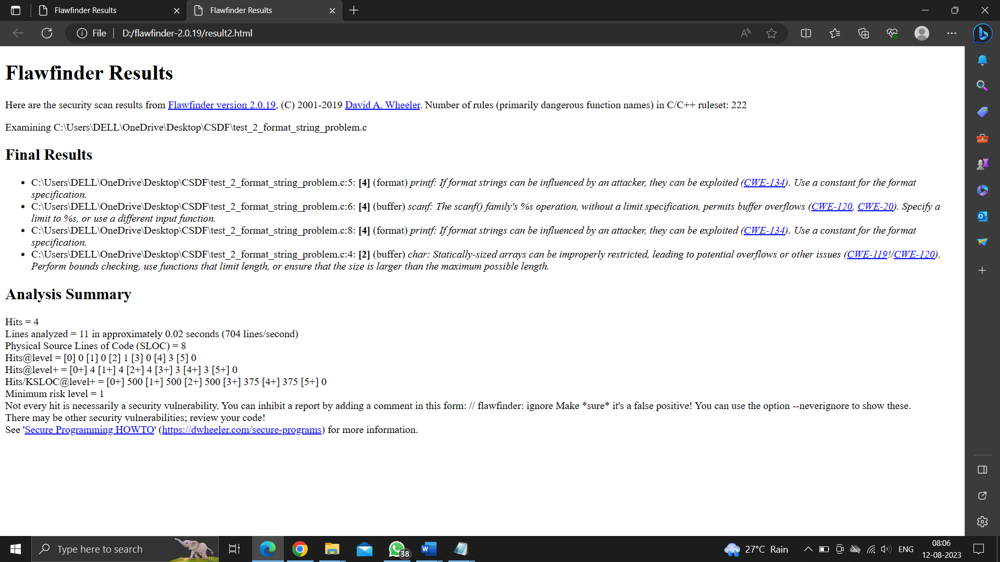 Flawfinder Results
Flawfinder Results
File
D:/flawfinder-2.0.19/result2.html
Flawfinder Results
Here are the security scan results from Flawfinder version 2.0.19, (C) 2001-2019 David A. Wheeler. Number of rules (primarily dangerous function names) in C/C++ ruleset: 222
Examining C:\Users\DELL\OneDrive\Desktop\CSDF\test_2_format_string_problem.c
Final Results
• C:\Users\DELL\OneDrive\Desktop\CSDF\test_2_format_string_problem.c:5: [4] (format) printf: If format strings can be influenced by an attacker, they can be exploited (CWE-134). Use a constant for the format
specification.
• C:\Users\DELL\OneDrive\Desktop\CSDF\test_2_format_string_problem.c:6: [4] (buffer) scanf: The scanf() family's %s operation, without a limit specification, permits buffer overflows (CWE-120, CWE-20). Specify a
limit to %s, or use a different input function.
• C:\Users\DELL\OneDrive\Desktop\CSDF\test_2_format_string_problem.c:8: [4] (format) printf: If format strings can be influenced by an attacker, they can be exploited (CWE-134). Use a constant for the format
specification.
• C:\Users\DELL\OneDrive\Desktop\CSDF\test_2_format_string_problem.c:4: [2] (buffer) char: Statically-sized arrays can be improperly restricted, leading to potential overflows or other issues (CWE-119!/CWE-120).
Perform bounds checking, use functions that limit length, or ensure that the size is larger than the maximum possible length.
Analysis Summary
Hits = 4
Lines analyzed = 11 in approximately 0.02 seconds (704 lines/second)
Physical Source Lines of Code (SLOC) = 8
Hits@level = [0] 0 [1] 0 [2] 1 [3] 0 [4] 3 [5] 0
Hits@level+ = [0+] 4 [1+] 4 [2+] 4 [3+] 3 [4+] 3 [5+] 0
Hits/KSLOC@level+ = [0+] 500 [1+] 500 [2+] 500 [3+] 375 [4+] 375 [5+] 0
Minimum risk level = 1
Not every hit is necessarily a security vulnerability. You can inhibit a report by adding a comment in this form: // flawfinder: ignore Make *sure* it's a false positive! You can use the option --neverignore to show these.
There may be other security vulnerabilities; review your code!
See 'Secure Programming HOWTO' (https://dwheeler.com/secure-programs) for more information.
Type here to search
38
27°C Rain
ENG
08:06
12-08-2023